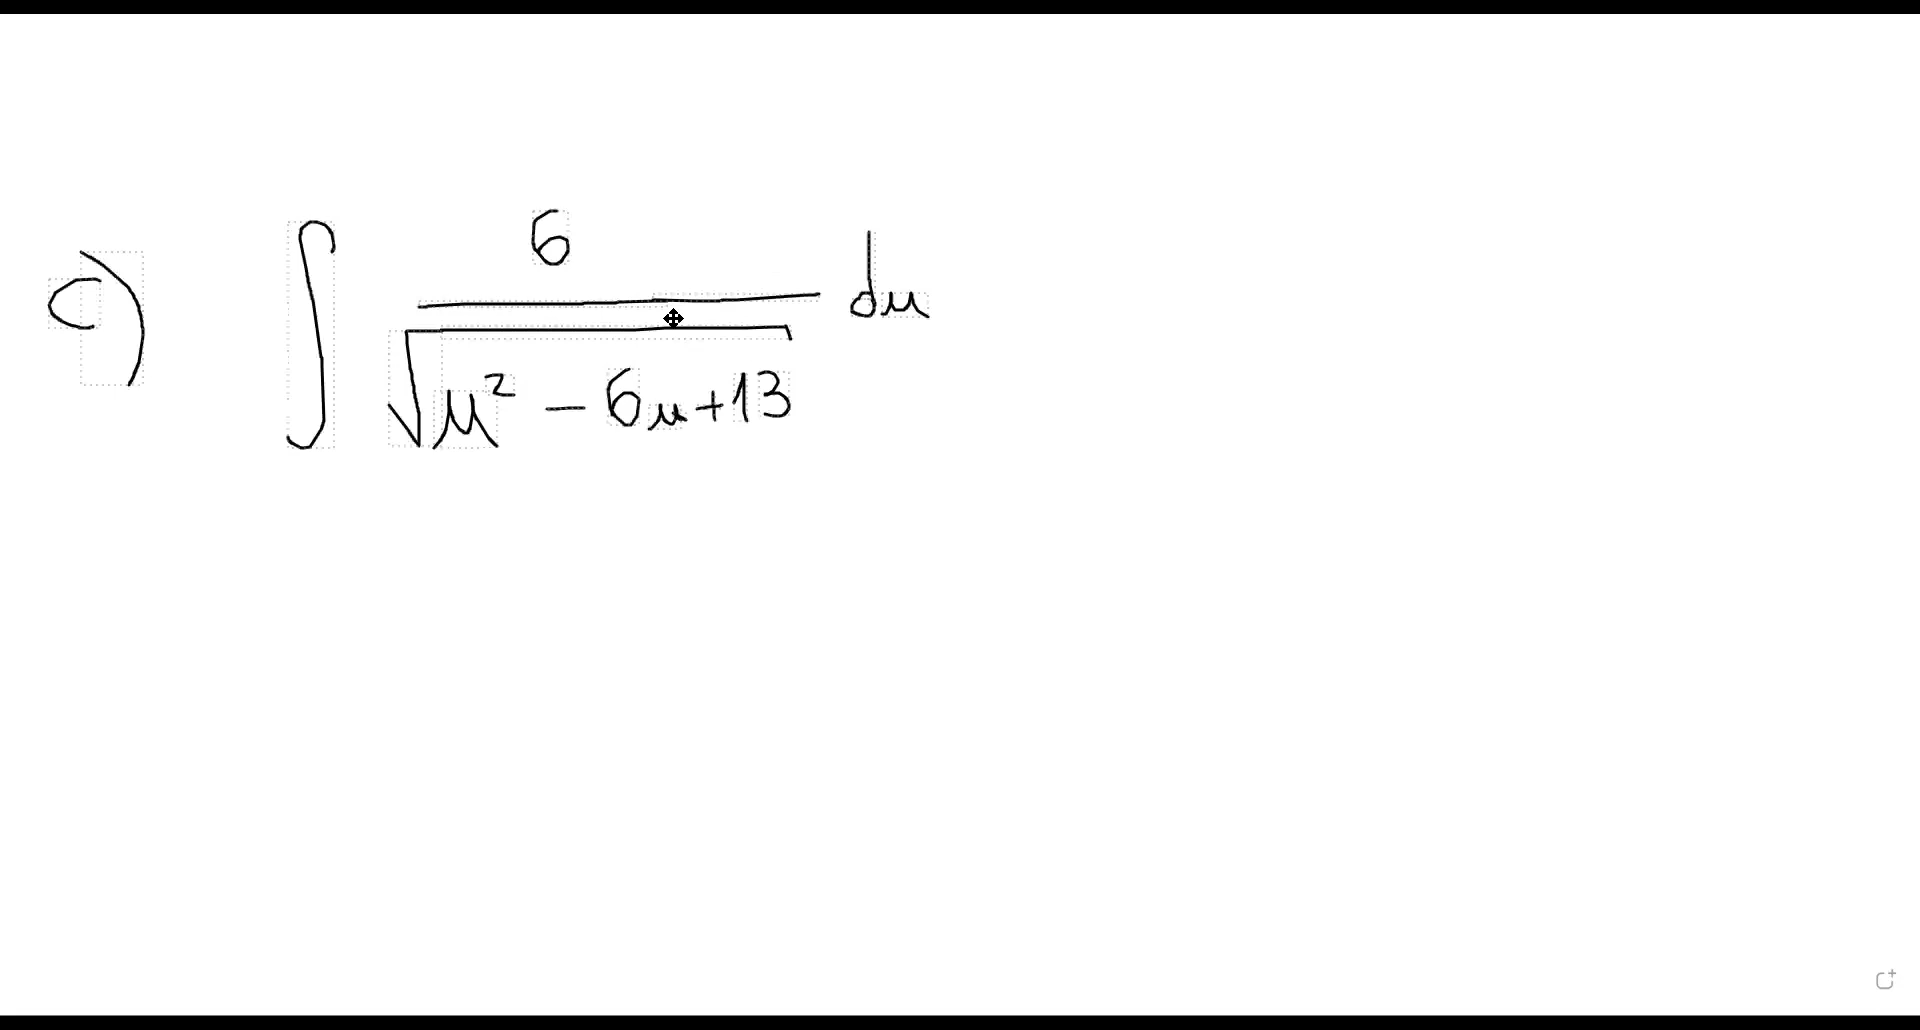 c) ∫ 6 / √(u² - 6u + 13) du